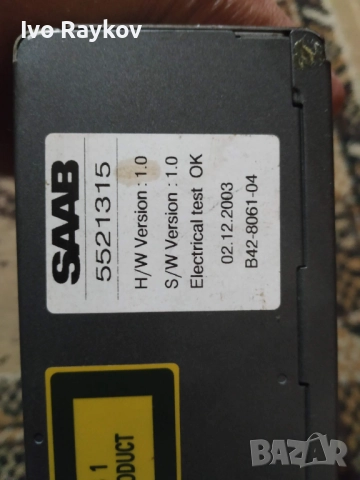 Ivo Raykov
SAAB
5521315
H/W Version : 1.0
S/W Version : 1.0
Electrical test OK
02.12.2003
B42-8061-04
1
BAZAR